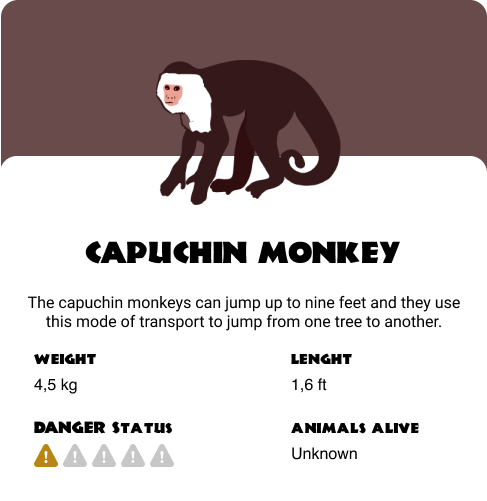 CAPUCHIN MONKEY
The capuchin monkeys can jump up to nine feet and they use
this mode of transport to jump from one tree to another.
WEIGHT
LENGHT
4,5 kg
1,6 ft
DANGER STATUS
ANIMALS ALIVE
! ! ! ! !
Unknown